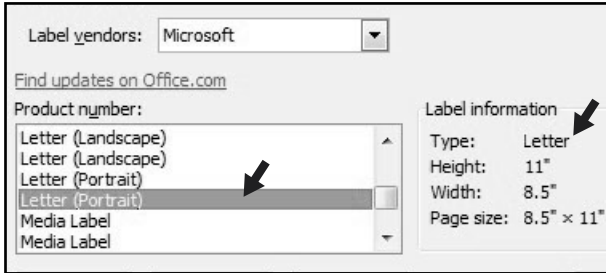 Label vendors: Microsoft
Find updates on Office.com
Product number:
Letter (Landscape)
Letter (Landscape)
Letter (Portrait)
Letter (Portrait)
Media Label
Media Label
Label information
Type: Letter
Height: 11"
Width: 8.5"
Page size: 8.5" × 11"